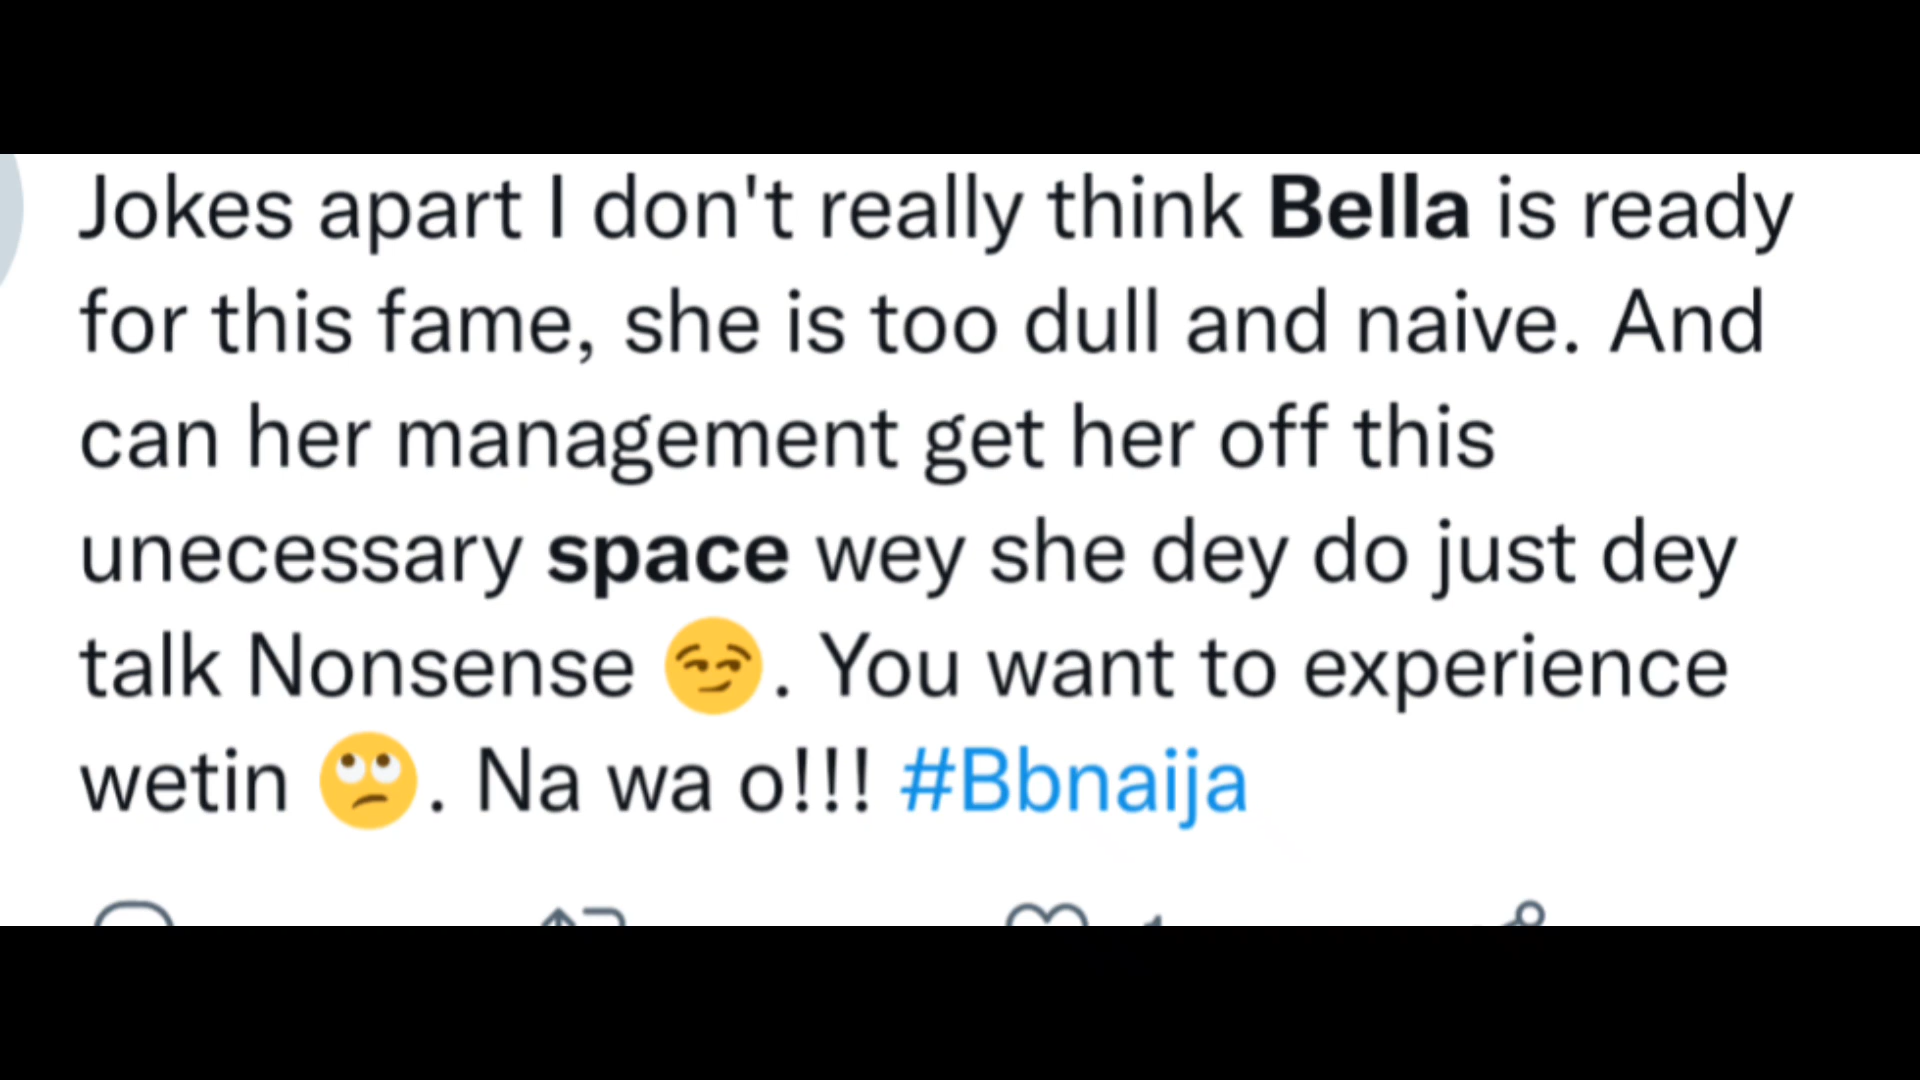 Jokes apart I don't really think Bella is ready
for this fame, she is too dull and naive. And
can her management get her off this
unecessary space wey she dey do just dey
talk Nonsense 😏. You want to experience
wetin 🙄. Na wa o!!! #Bbnaija